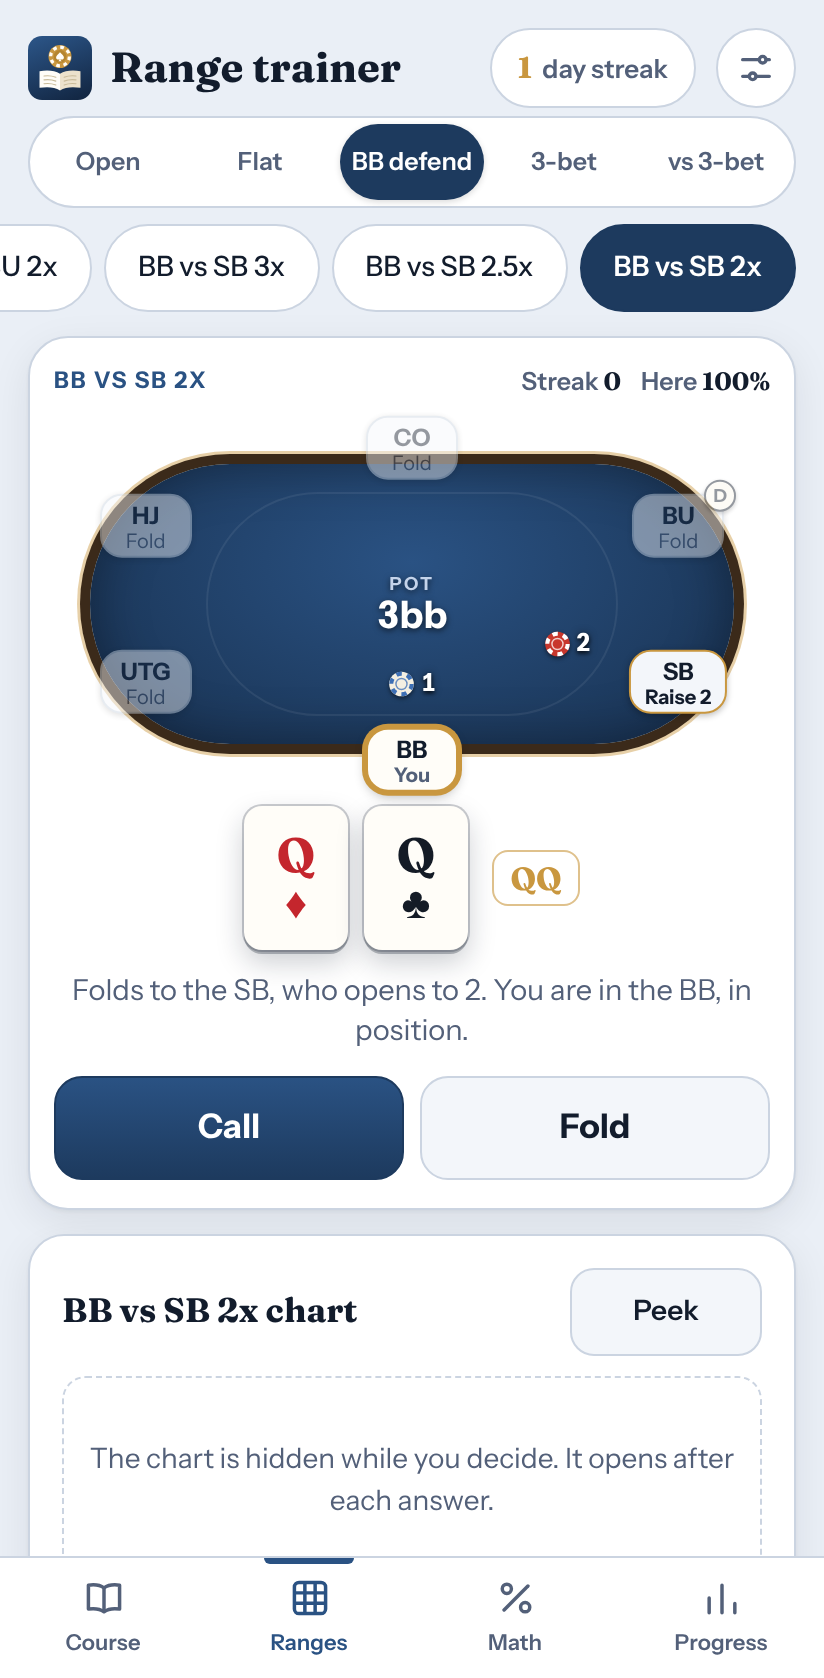 Range trainer
1 day streak
Open Flat BB defend 3-bet vs 3-bet
U 2x BB vs SB 3x BB vs SB 2.5x BB vs SB 2x
BB VS SB 2X
Streak 0 Here 100%
CO
Fold
D
HJ
Fold
BU
Fold
POT
3bb
2
UTG
Fold
1
SB
Raise 2
BB
You
Q
Q
QQ
Folds to the SB, who opens to 2. You are in the BB, in
position.
Call
Fold
BB vs SB 2x chart
Peek
The chart is hidden while you decide. It opens after
each answer.
Course Ranges Math Progress